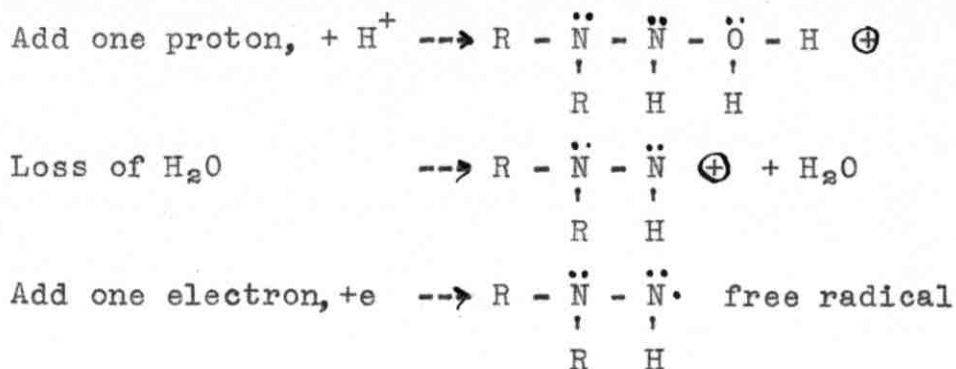 Add one proton, + H⁺ --→ R - N̈ - N̈ - Ö - H ⊕
R H H
Loss of H₂O --→ R - N̈ - N̈ ⊕ + H₂O
R H
Add one electron, +e --→ R - N̈ - N̈· free radical
R H